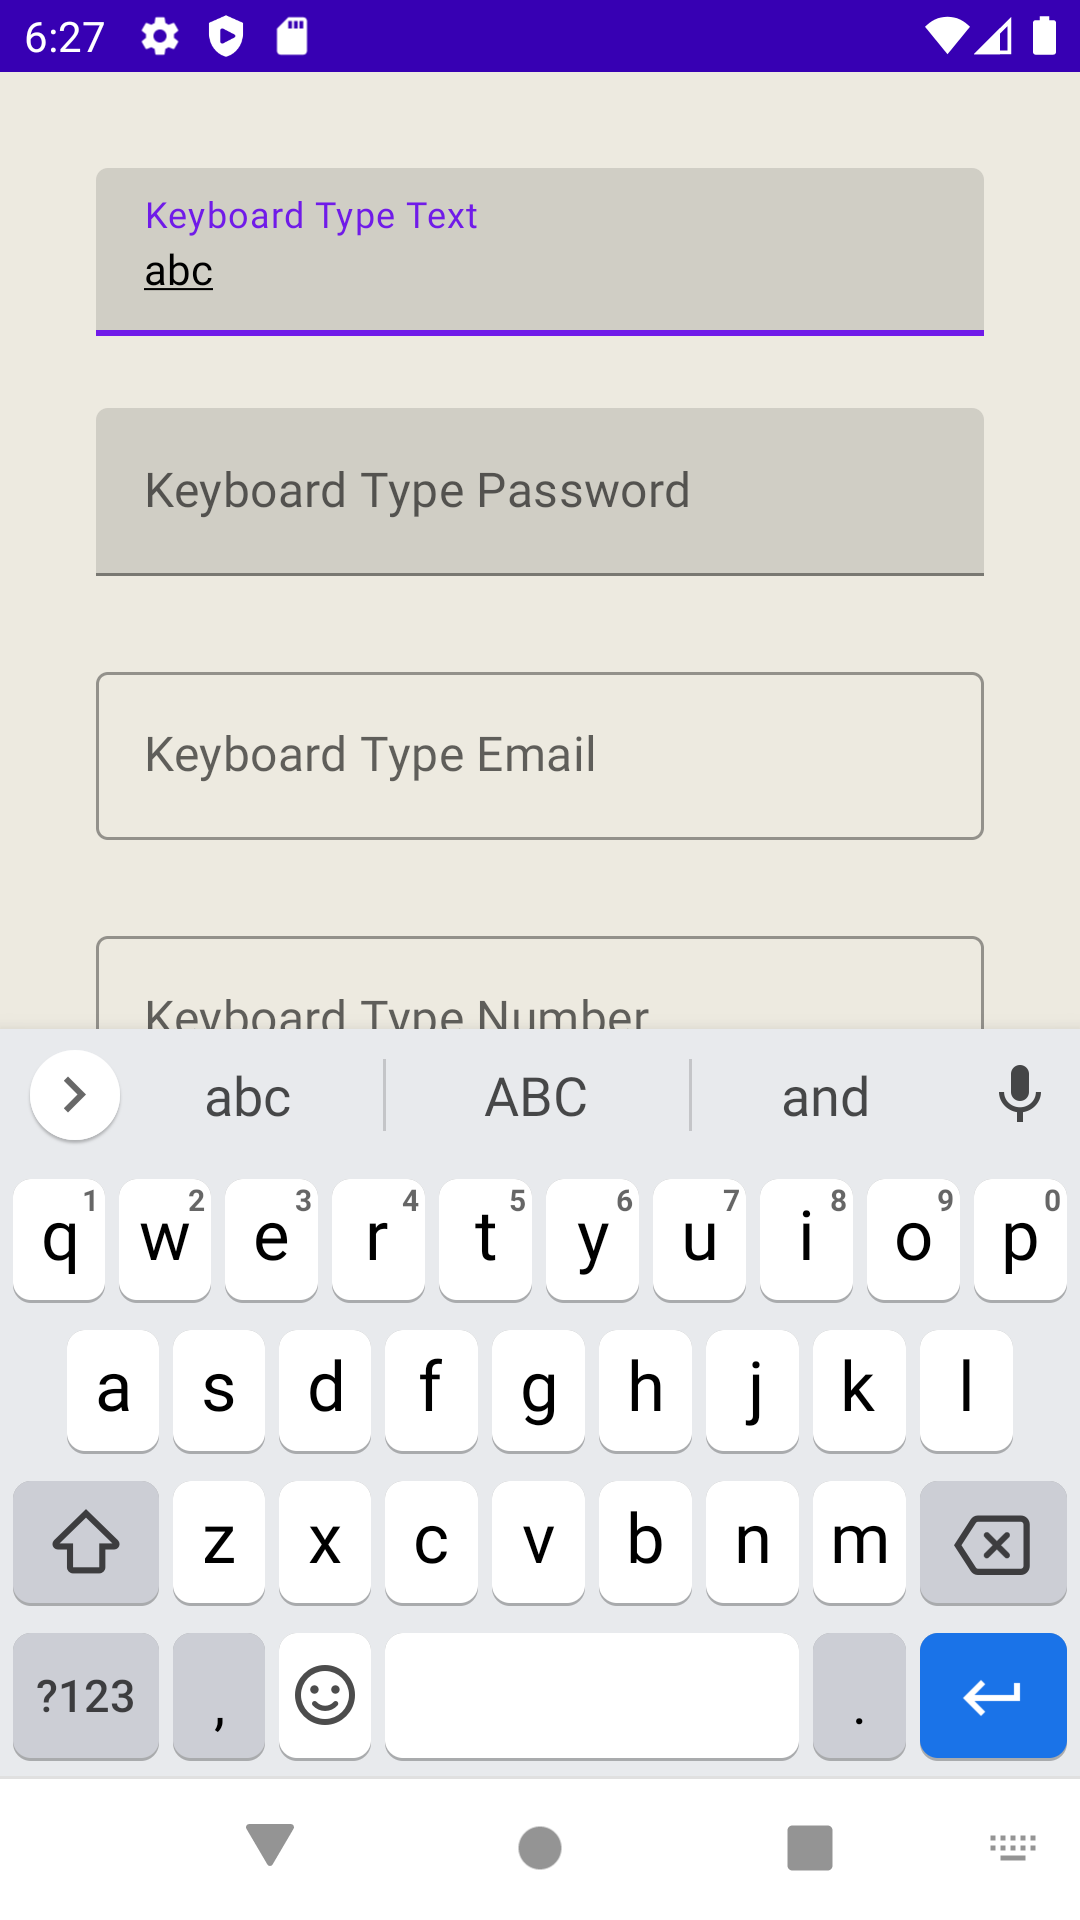 6:27
Keyboard Type Text
abc
Keyboard Type Password
Keyboard Type Email
Keyboard Type Number
abc ABC and
1 2 3 4 5 6 7 8 9 0
q w e r t y u i o p
a s d f g h j k l
z x c v b n m
?123 , .